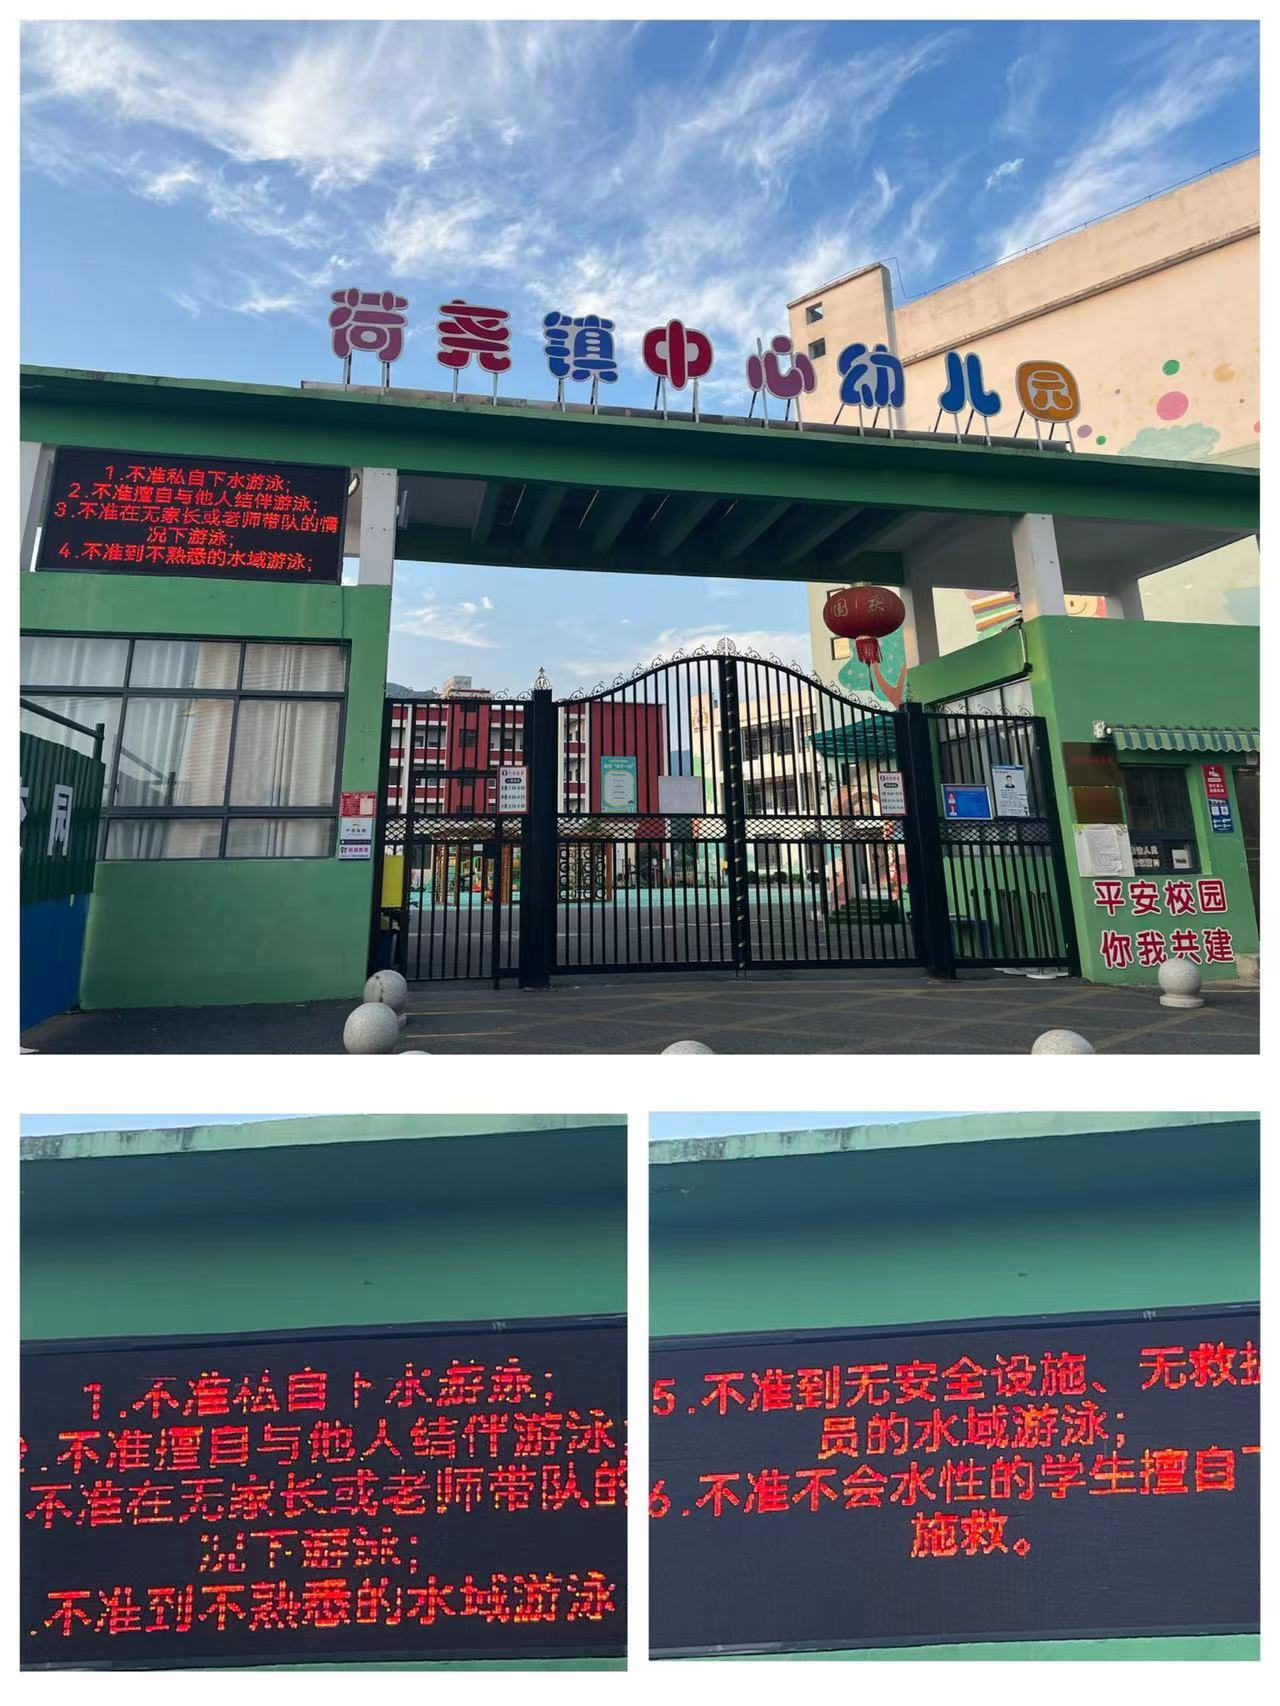 荷尧镇中心幼儿园
1.不准私自下水游泳;
2.不准擅自与他人结伴游泳;
3.不准在无家长或老师带队的情
况下游泳;
4.不准到不熟悉的水域游泳;
国庆
平安校园
你我共建
1.不准私自下水游泳;
.不准擅自与他人结伴游泳
不准在无家长或老师带队的
况下游泳;
.不准到不熟悉的水域游泳
5.不准到无安全设施、无救护
员的水域游泳;
6.不准不会水性的学生擅自下
施救。